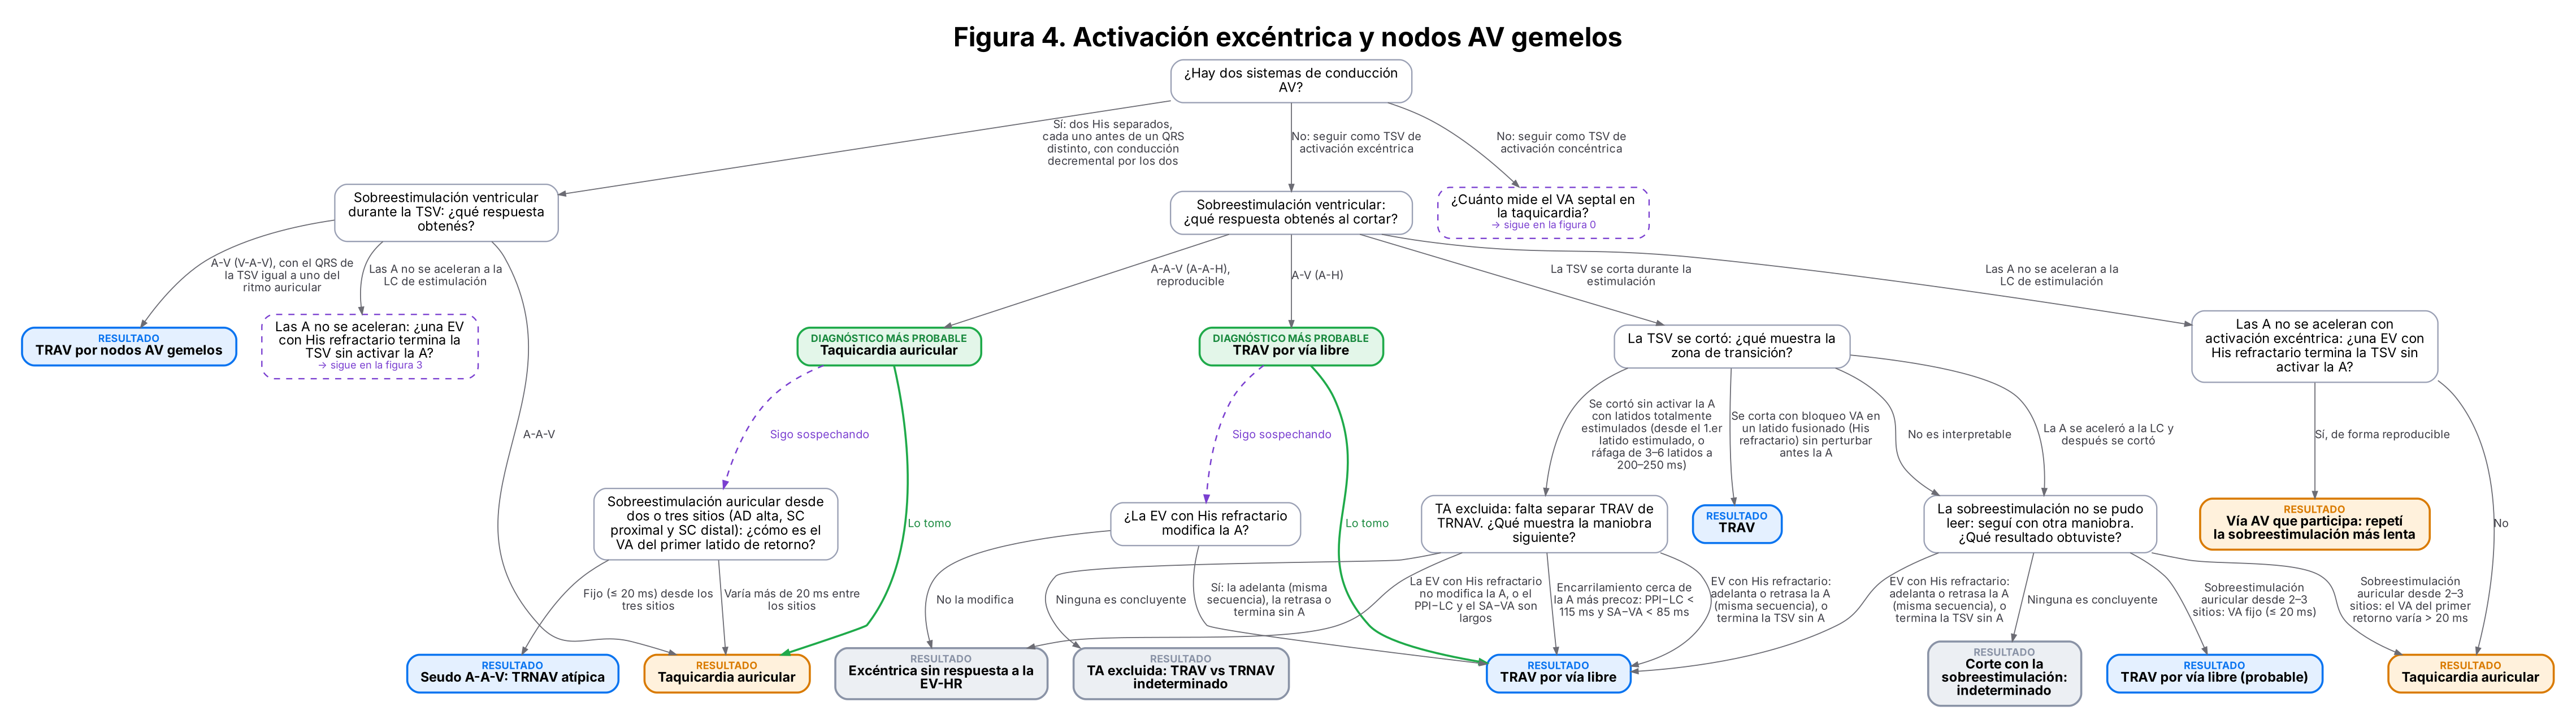 Figura 4. Activación excéntrica y nodos AV gemelos
¿Hay dos sistemas de conducción
AV?
Sí: dos His separados,
cada uno antes de un QRS
distinto, con conducción
decremental por los dos
No: seguir como TSV de
activación excéntrica
No: seguir como TSV de
activación concéntrica
Sobreestimulación ventricular
durante la TSV: ¿qué respuesta
obtenés?
Sobreestimulación ventricular:
¿qué respuesta obtenés al cortar?
¿Cuánto mide el VA septal en
la taquicardia?
→ sigue en la figura 0
A-V (V-A-V), con el QRS de
la TSV igual a uno del
ritmo auricular
Las A no se aceleran a la
LC de estimulación
A-A-V (A-A-H),
reproducible
A-V (A-H)
La TSV se corta durante la
estimulación
Las A no se aceleran a la
LC de estimulación
RESULTADO
TRAV por nodos AV gemelos
Las A no se aceleran: ¿una EV
con His refractario termina la
TSV sin activar la A?
→ sigue en la figura 3
DIAGNÓSTICO MÁS PROBABLE
Taquicardia auricular
DIAGNÓSTICO MÁS PROBABLE
TRAV por vía libre
La TSV se cortó: ¿qué muestra la
zona de transición?
Las A no se aceleran con
activación excéntrica: ¿una EV con
His refractario termina la TSV sin
activar la A?
A-A-V
Sigo sospechando
Sigo sospechando
Se cortó sin activar la A
con latidos totalmente
estimulados (desde el 1.er
latido estimulado, o
ráfaga de 3–6 latidos a
200–250 ms)
Se corta con bloqueo VA en
un latido fusionado (His
refractario) sin perturbar
antes la A
No es interpretable
La A se aceleró a la LC y
después se cortó
Sí, de forma reproducible
Sobreestimulación auricular desde
dos o tres sitios (AD alta, SC
proximal y SC distal): ¿cómo es el
VA del primer latido de retorno?
Lo tomo
¿La EV con His refractario
modifica la A?
Lo tomo
TA excluida: falta separar TRAV de
TRNAV. ¿Qué muestra la maniobra
siguiente?
RESULTADO
TRAV
La sobreestimulación no se pudo
leer: seguí con otra maniobra.
¿Qué resultado obtuviste?
RESULTADO
Vía AV que participa: repetí
la sobreestimulación más lenta
No
Fijo (≤ 20 ms) desde los
tres sitios
Varía más de 20 ms entre
los sitios
No la modifica
Ninguna es concluyente
Sí: la adelanta (misma
secuencia), la retrasa o
termina sin A
La EV con His refractario
no modifica la A, o el
PPI−LC y el SA−VA son
largos
Encarrilamiento cerca de
la A más precoz: PPI−LC <
115 ms y SA−VA < 85 ms
EV con His refractario:
adelanta o retrasa la A
(misma secuencia), o
termina la TSV sin A
EV con His refractario:
adelanta o retrasa la A
(misma secuencia), o
termina la TSV sin A
Ninguna es concluyente
Sobreestimulación
auricular desde 2–3
sitios: VA fijo (≤ 20 ms)
Sobreestimulación
auricular desde 2–3
sitios: el VA del primer
retorno varía > 20 ms
RESULTADO
Seudo A-A-V: TRNAV atípica
RESULTADO
Taquicardia auricular
RESULTADO
Excéntrica sin respuesta a la
EV-HR
RESULTADO
TA excluida: TRAV vs TRNAV
indeterminado
RESULTADO
TRAV por vía libre
RESULTADO
Corte con la
sobreestimulación:
indeterminado
RESULTADO
TRAV por vía libre (probable)
RESULTADO
Taquicardia auricular